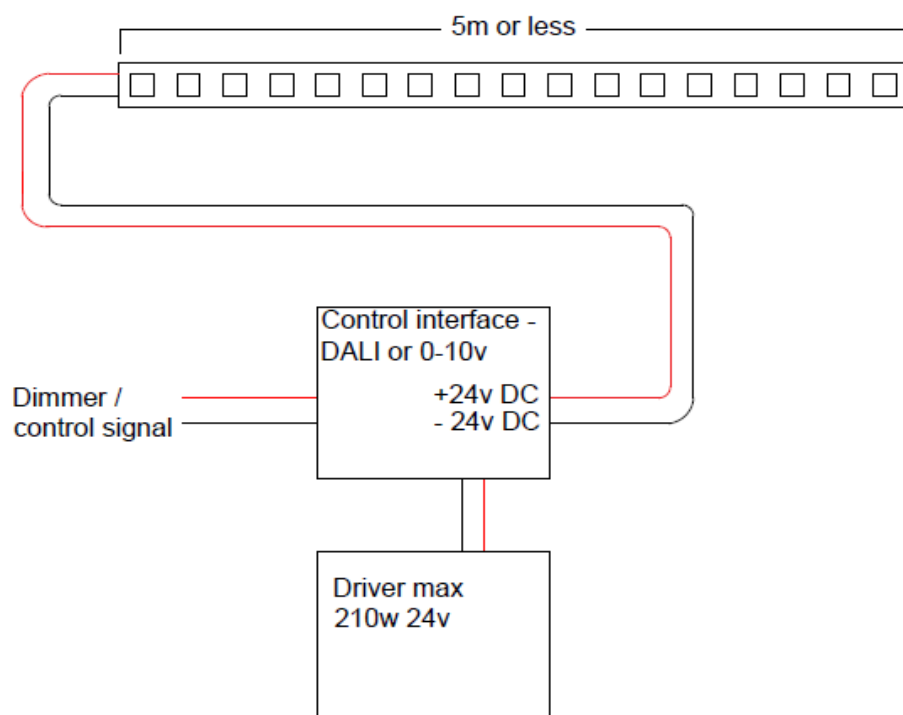 5m or less
Control interface -
DALI or 0-10v
+24v DC
- 24v DC
Dimmer /
control signal
Driver max
210w 24v